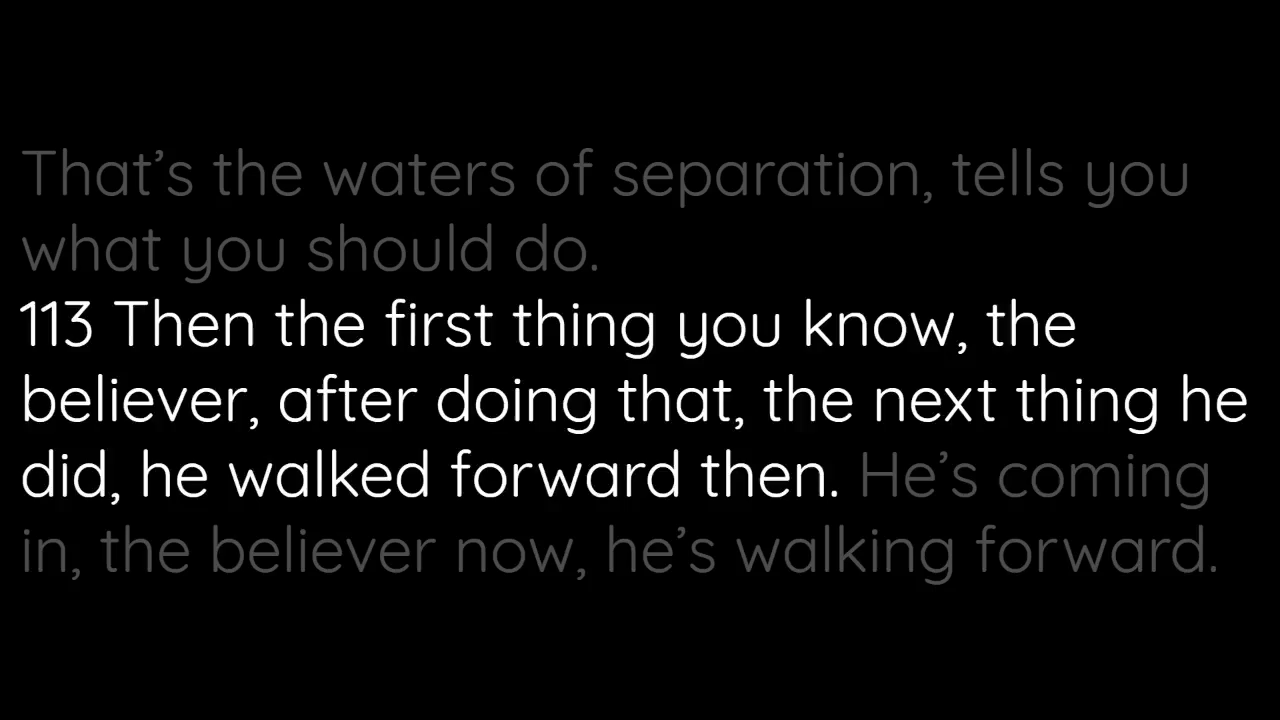 That’s the waters of separation, tells you
what you should do.
113 Then the first thing you know, the
believer, after doing that, the next thing he
did, he walked forward then. He’s coming
in, the believer now, he’s walking forward.